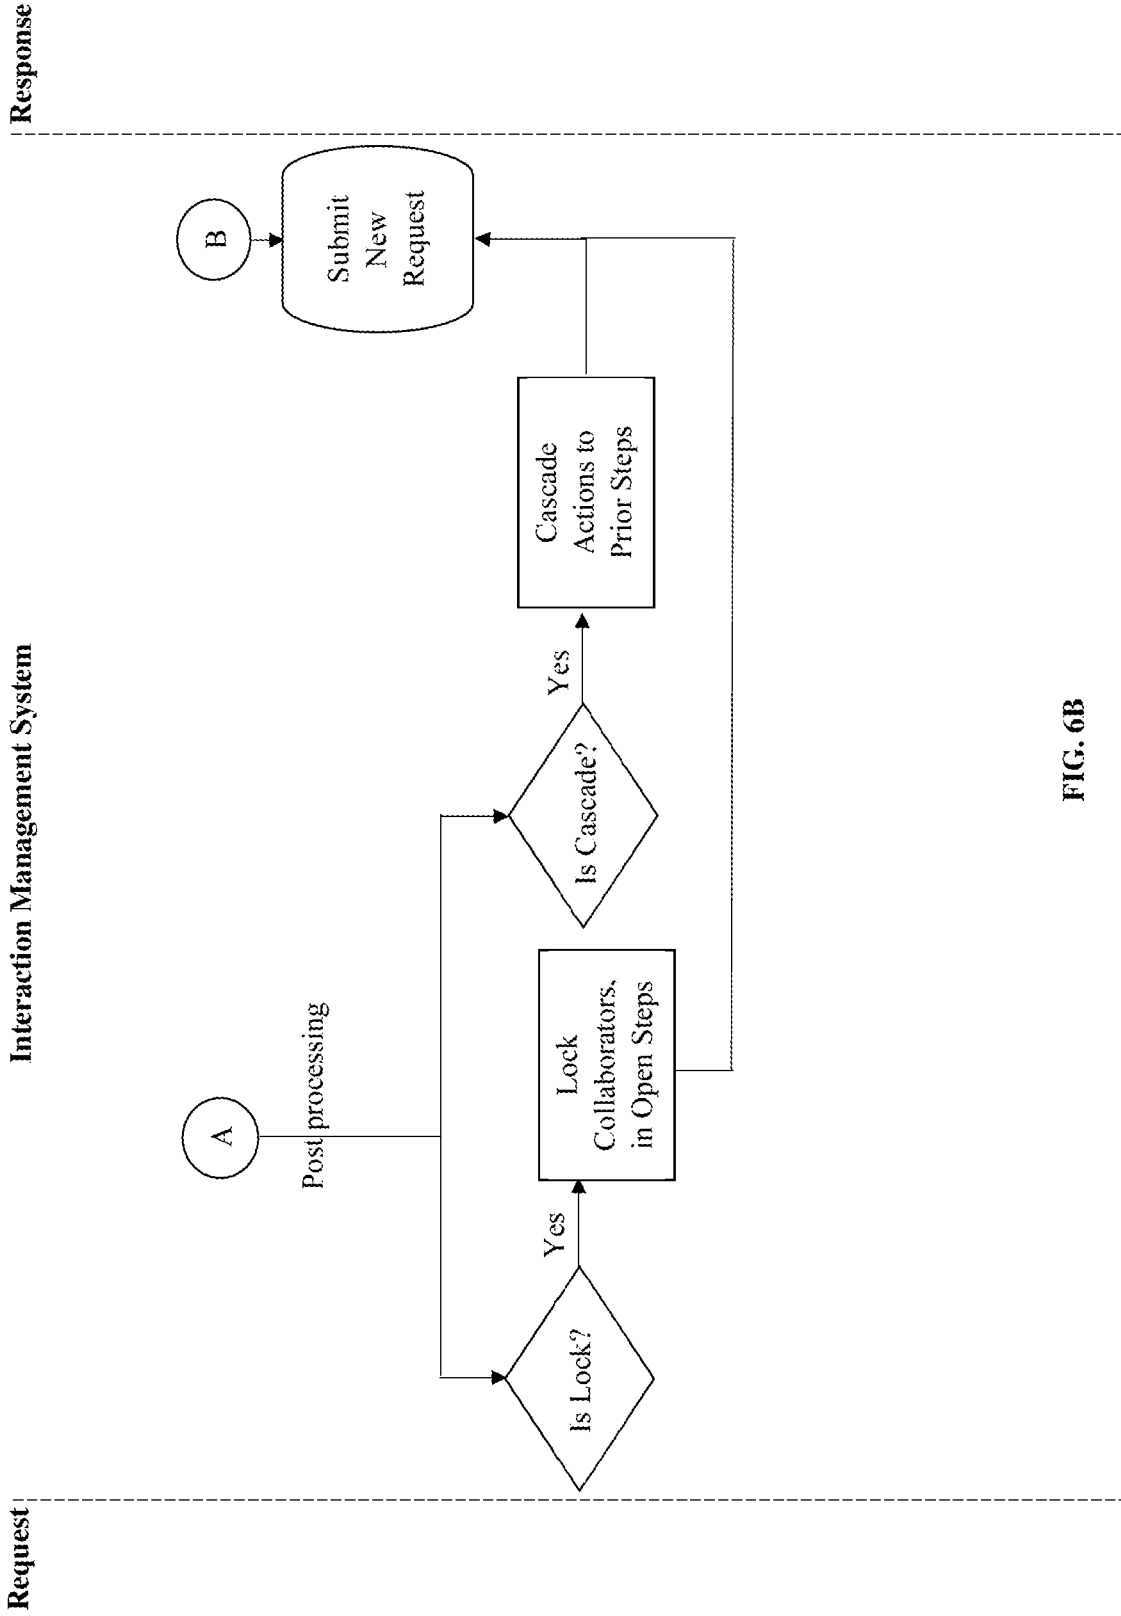 Request
Interaction Management System
Response
A
Post processing
B
Submit
New
Request
Is Lock?
Yes
Lock
Collaborators,
in Open Steps
Is Cascade?
Yes
Cascade
Actions to
Prior Steps
FIG. 6B